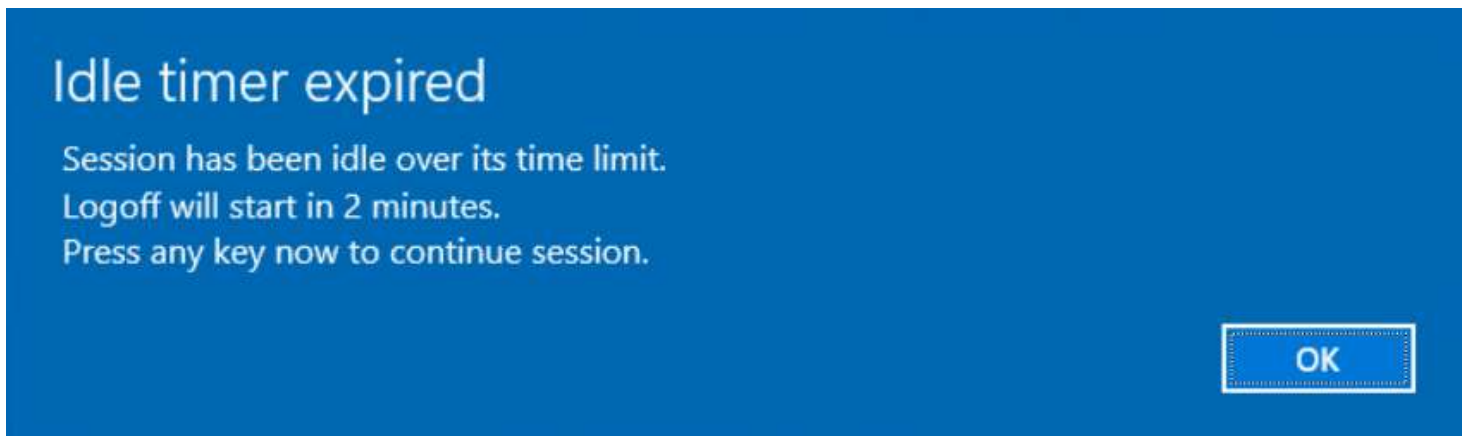 Idle timer expired
Session has been idle over its time limit.
Logoff will start in 2 minutes.
Press any key now to continue session.
OK